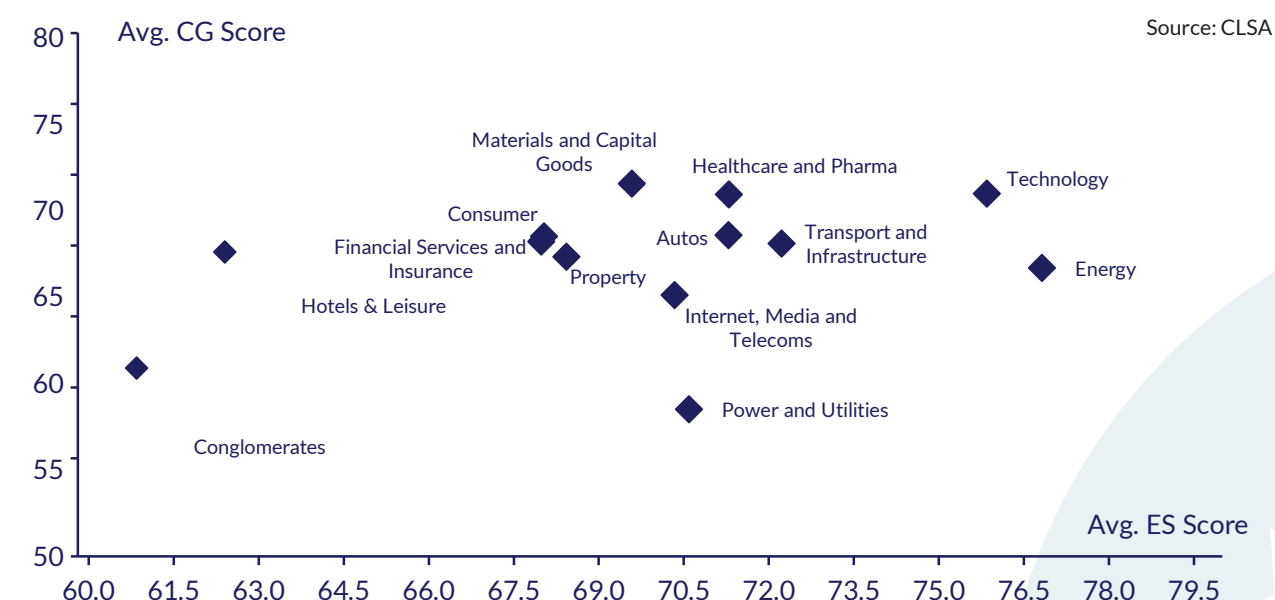 Avg. CG Score
Source: CLSA
80
75
70
65
60
55
50
Materials and Capital
Goods
Healthcare and Pharma
Technology
Consumer
Financial Services and
Insurance
Autos
Transport and
Infrastructure
Property
Energy
Hotels & Leisure
Internet, Media and
Telecoms
Power and Utilities
Conglomerates
Avg. ES Score
60.0 61.5 63.0 64.5 66.0 67.5 69.0 70.5 72.0 73.5 75.0 76.5 78.0 79.5